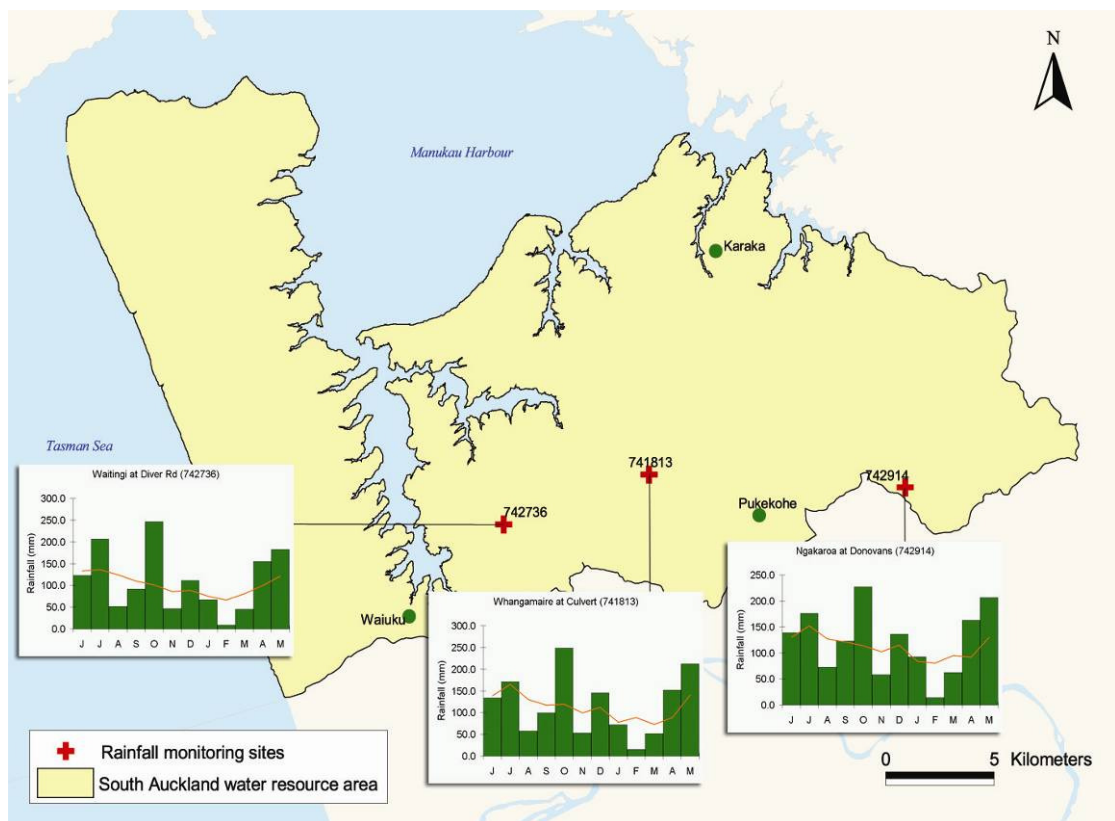 N
Manukau Harbour
Karaka
Tasman Sea
741813
742914
742736
Pukekohe
Waiuku
Waitingi at Diver Rd (742736)
300.0
250.0
200.0
150.0
100.0
50.0
0.0
Rainfall (mm)
J J A S O N D J F M A M
Whangamaire at Culvert (741813)
300.0
250.0
200.0
150.0
100.0
50.0
0.0
Rainfall (mm)
J J A S O N D J F M A M
Ngakaroa at Donovans (742914)
250.0
200.0
150.0
100.0
50.0
0.0
Rainfall (mm)
J J A S O N D J F M A M
Rainfall monitoring sites
South Auckland water resource area
0 5 Kilometers